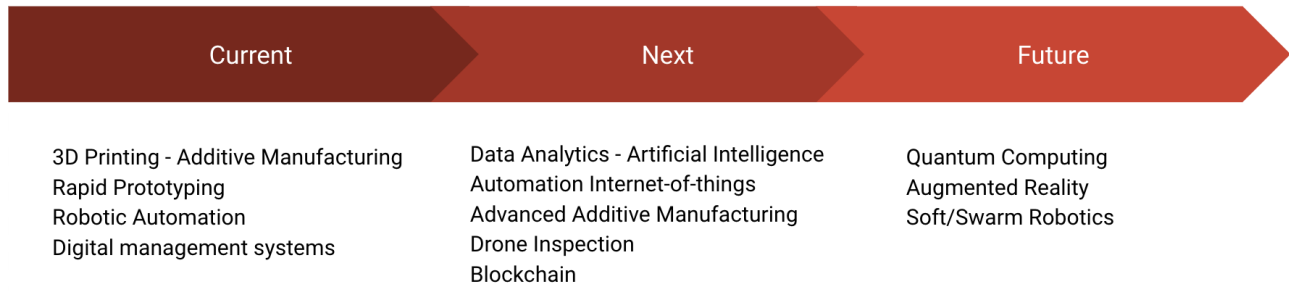 Current
Next
Future
3D Printing - Additive Manufacturing
Rapid Prototyping
Robotic Automation
Digital management systems
Data Analytics - Artificial Intelligence
Automation Internet-of-things
Advanced Additive Manufacturing
Drone Inspection
Blockchain
Quantum Computing
Augmented Reality
Soft/Swarm Robotics